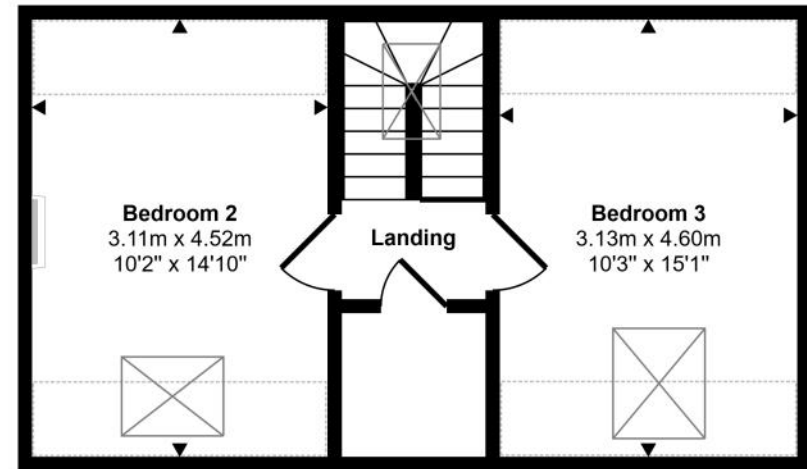 Bedroom 2
3.11m x 4.52m
10'2" x 14'10"
Landing
Bedroom 3
3.13m x 4.60m
10'3" x 15'1"